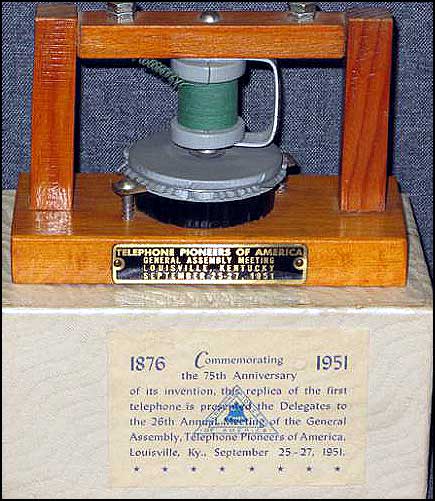 TELEPHONE PIONEERS OF AMERICA
GENERAL ASSEMBLY MEETING
LOUISVILLE, KENTUCKY
SEPTEMBER-25-27,-1951
1876 Commemorating 1951
the 75th Anniversary
of its invention, this replica of the first
telephone is presented the Delegates to
the 26th Annual Meeting of the General
Assembly, Telephone Pioneers of America,
Louisville, Ky., September 25-27, 1951.